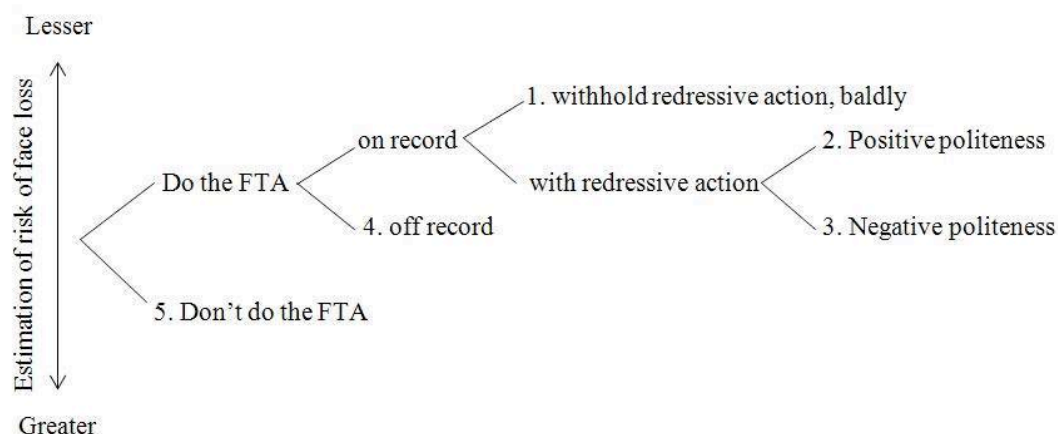 Lesser
Estimation of risk of face loss
1. withhold redressive action, baldly
on record
2. Positive politeness
Do the FTA
with redressive action
4. off record
3. Negative politeness
5. Don’t do the FTA
Greater